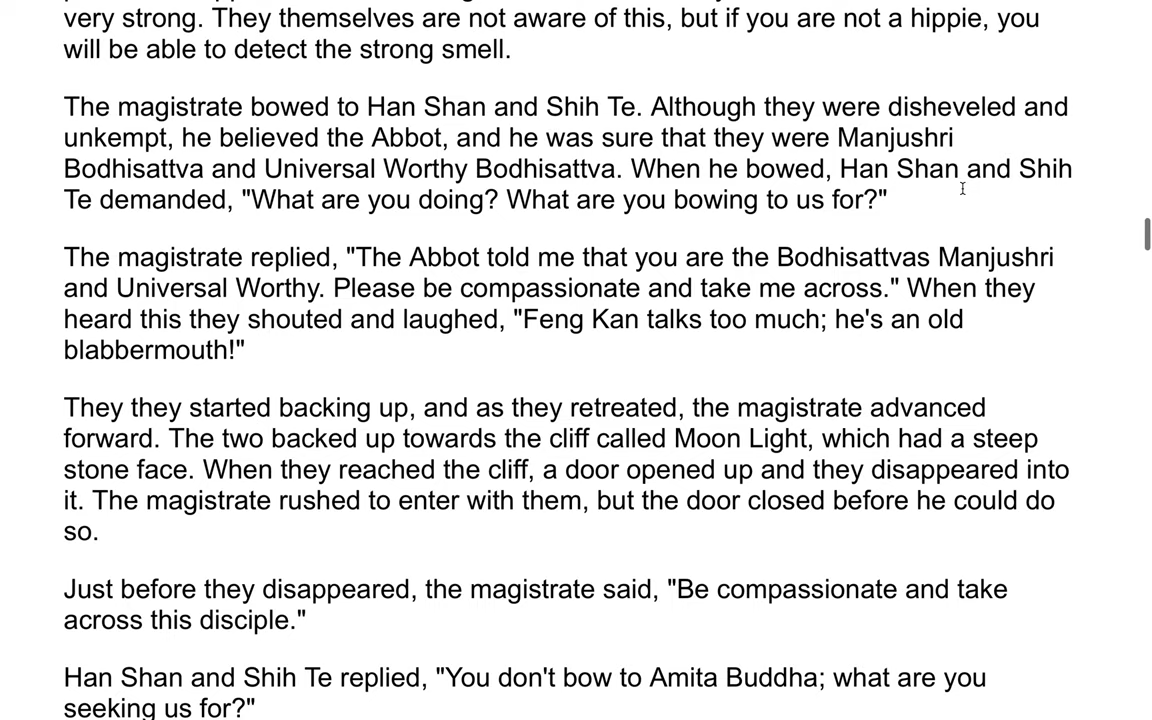 very strong. They themselves are not aware of this, but if you are not a hippie, you
will be able to detect the strong smell.
The magistrate bowed to Han Shan and Shih Te. Although they were disheveled and
unkempt, he believed the Abbot, and he was sure that they were Manjushri
Bodhisattva and Universal Worthy Bodhisattva. When he bowed, Han Shan and Shih
Te demanded, "What are you doing? What are you bowing to us for?"
The magistrate replied, "The Abbot told me that you are the Bodhisattvas Manjushri
and Universal Worthy. Please be compassionate and take me across." When they
heard this they shouted and laughed, "Feng Kan talks too much; he's an old
blabbermouth!"
They they started backing up, and as they retreated, the magistrate advanced
forward. The two backed up towards the cliff called Moon Light, which had a steep
stone face. When they reached the cliff, a door opened up and they disappeared into
it. The magistrate rushed to enter with them, but the door closed before he could do
so.
Just before they disappeared, the magistrate said, "Be compassionate and take
across this disciple."
Han Shan and Shih Te replied, "You don't bow to Amita Buddha; what are you
seeking us for?"